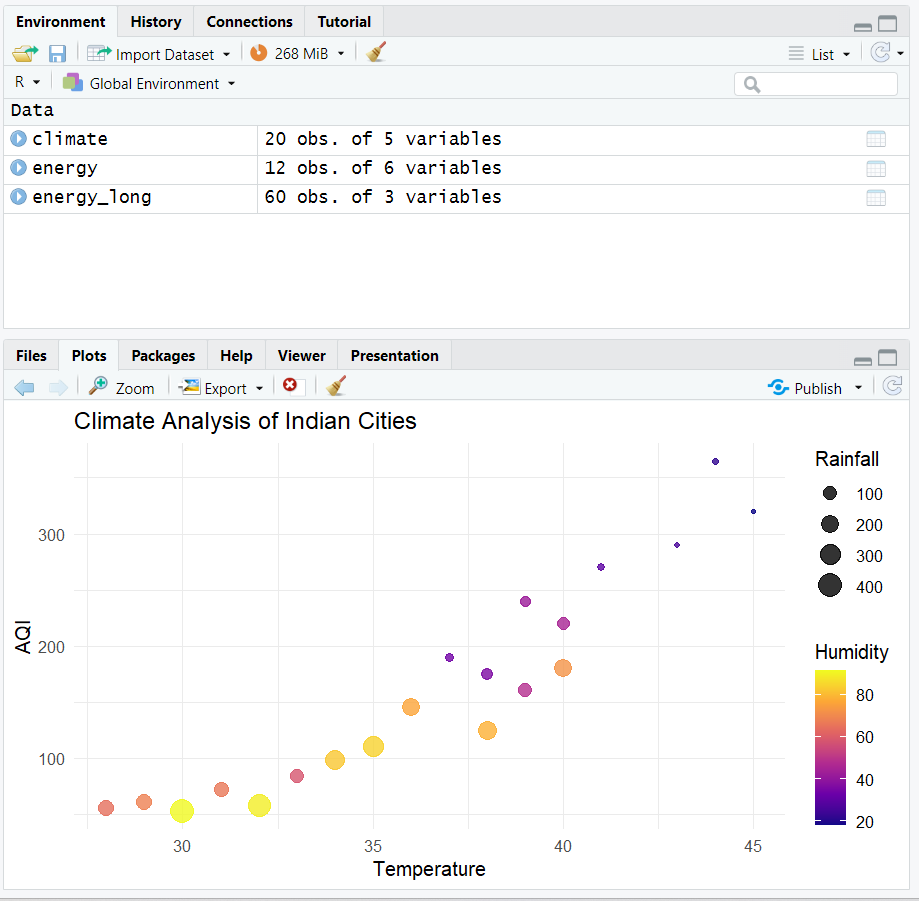 Environment History Connections Tutorial
Import Dataset 268 MiB List
R Global Environment
Data
climate 20 obs. of 5 variables
energy 12 obs. of 6 variables
energy_long 60 obs. of 3 variables
Files Plots Packages Help Viewer Presentation
Zoom Export Publish
Climate Analysis of Indian Cities
AQI
300
200
100
30 35 40 45
Temperature
Rainfall
100
200
300
400
Humidity
80
60
40
20